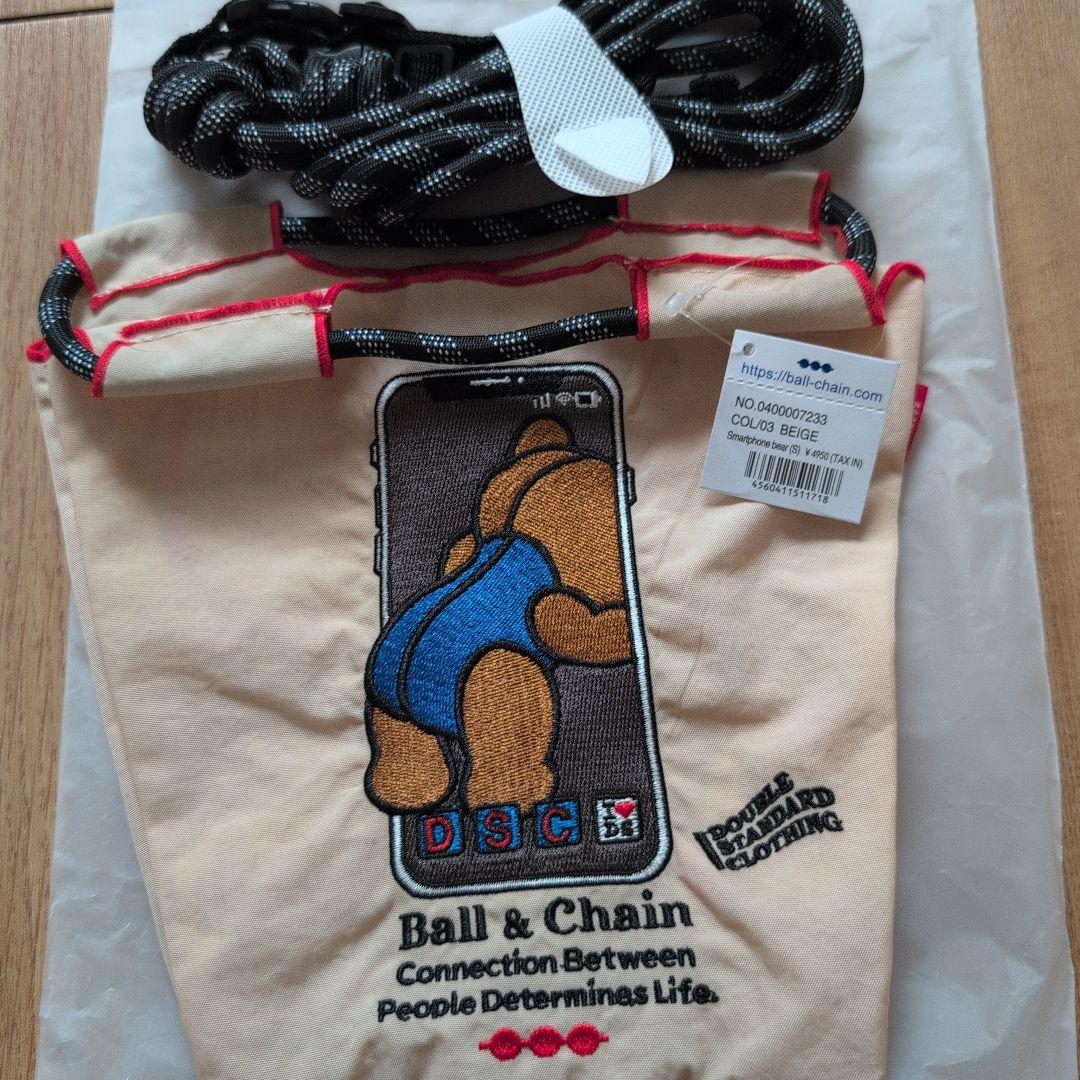 https://ball-chain.com
NO.0400007233
COL/03 BEIGE
Smartphone bear (S) ¥4950 (TAX IN)
4560411511718
D S C
I ♥
DS
DOUBLE
STANDARD
CLOTHING
Ball & Chain
Connection Between
People Determines Life.